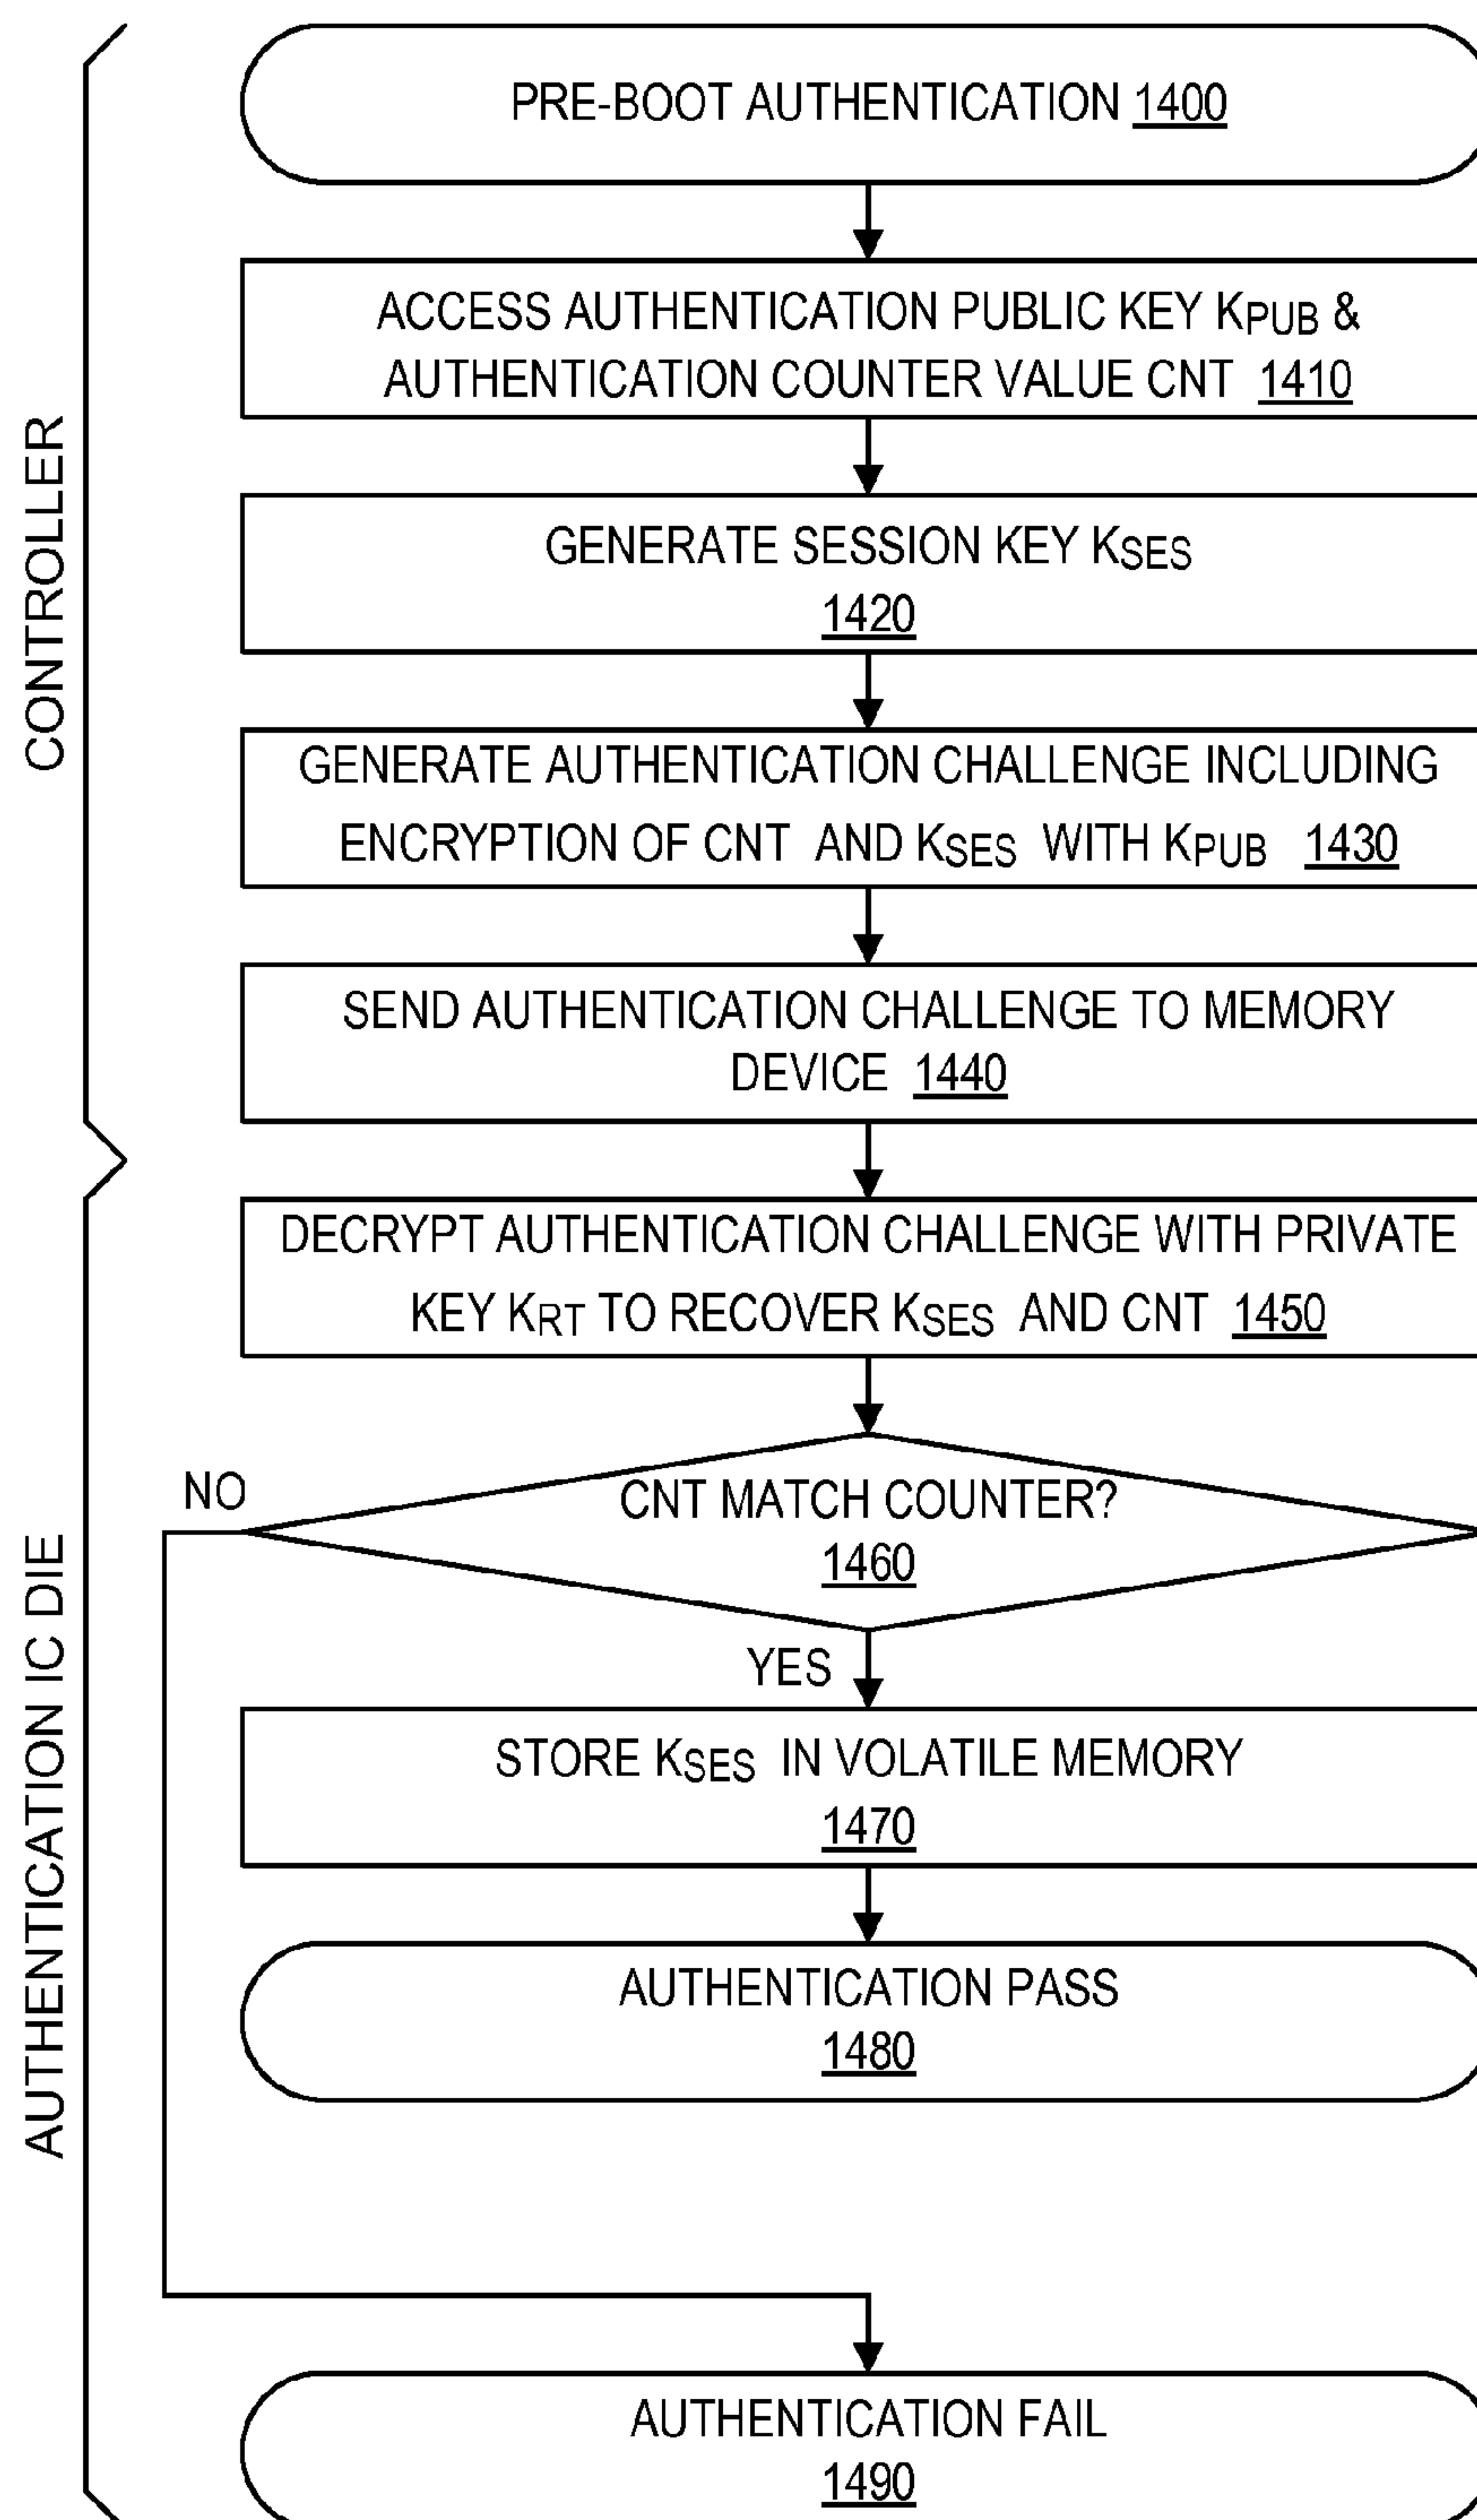 PRE-BOOT AUTHENTICATION 1400
ACCESS AUTHENTICATION PUBLIC KEY KPUB &
AUTHENTICATION COUNTER VALUE CNT 1410
GENERATE SESSION KEY KSES
1420
GENERATE AUTHENTICATION CHALLENGE INCLUDING
ENCRYPTION OF CNT AND KSES WITH KPUB 1430
SEND AUTHENTICATION CHALLENGE TO MEMORY
DEVICE 1440
CONTROLLER
DECRYPT AUTHENTICATION CHALLENGE WITH PRIVATE
KEY KRT TO RECOVER KSES AND CNT 1450
NO
CNT MATCH COUNTER?
1460
YES
STORE KSES IN VOLATILE MEMORY
1470
AUTHENTICATION PASS
1480
AUTHENTICATION FAIL
1490
AUTHENTICATION IC DIE